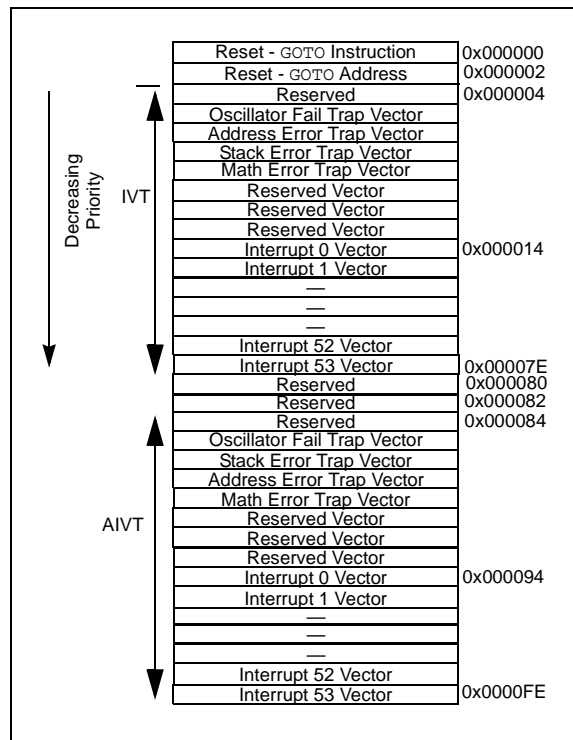 Reset - GOTO Instruction 0x000000
Reset - GOTO Address 0x000002
Reserved 0x000004
Oscillator Fail Trap Vector
Address Error Trap Vector
Stack Error Trap Vector
Math Error Trap Vector
Reserved Vector
Reserved Vector
Reserved Vector
Interrupt 0 Vector 0x000014
Interrupt 1 Vector
—
—
—
Interrupt 52 Vector
Interrupt 53 Vector 0x00007E
Reserved 0x000080
Reserved 0x000082
Reserved 0x000084
Oscillator Fail Trap Vector
Stack Error Trap Vector
Address Error Trap Vector
Math Error Trap Vector
Reserved Vector
Reserved Vector
Reserved Vector
Interrupt 0 Vector 0x000094
Interrupt 1 Vector
—
—
—
Interrupt 52 Vector
Interrupt 53 Vector 0x0000FE
Decreasing
Priority
IVT
AIVT